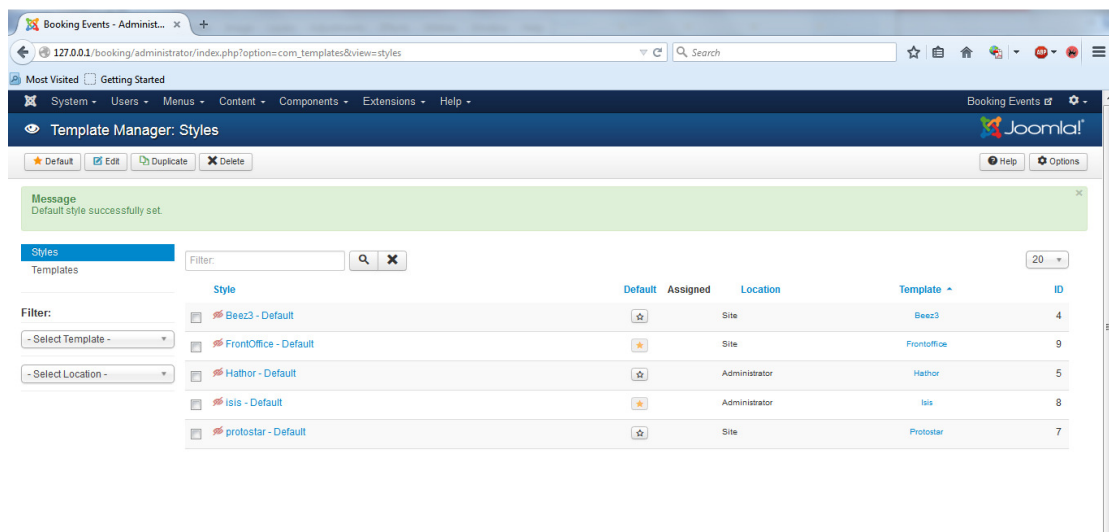 Booking Events - Administ... × +
127.0.0.1/booking/administrator/index.php?option=com_templates&view=styles Search ABP
Most Visited Getting Started
System Users Menus Content Components Extensions Help Booking Events
Template Manager: Styles Joomla!®
Default Edit Duplicate Delete Help Options
Message ×
Default style successfully set.
Styles
Templates
Filter: 20
Style Default Assigned Location Template ID
Filter:
Beez3 - Default Site Beez3 4
- Select Template -
FrontOffice - Default Site Frontoffice 9
- Select Location -
Hathor - Default Administrator Hathor 5
isis - Default Administrator Isis 8
protostar - Default Site Protostar 7